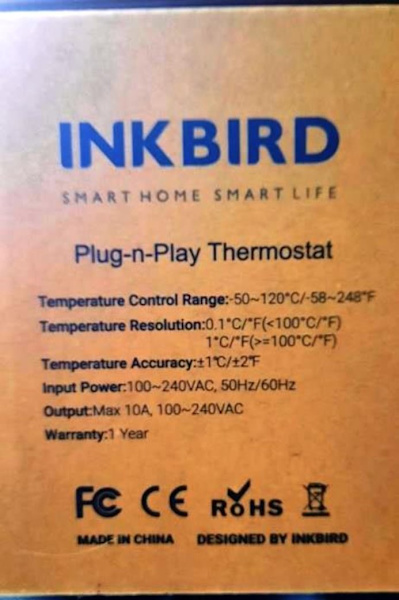 INKBIRD
SMART HOME SMART LIFE
Plug-n-Play Thermostat
Temperature Control Range:-50~120°C/-58~248°F
Temperature Resolution:0.1°C/°F(<100°C/°F)
1°C/°F(>=100°C/°F)
Temperature Accuracy:±1℃/±2℉
Input Power:100~240VAC, 50Hz/60Hz
Output:Max 10A, 100~240VAC
Warranty:1 Year
FC CE RoHS
MADE IN CHINA DESIGNED BY INKBIRD